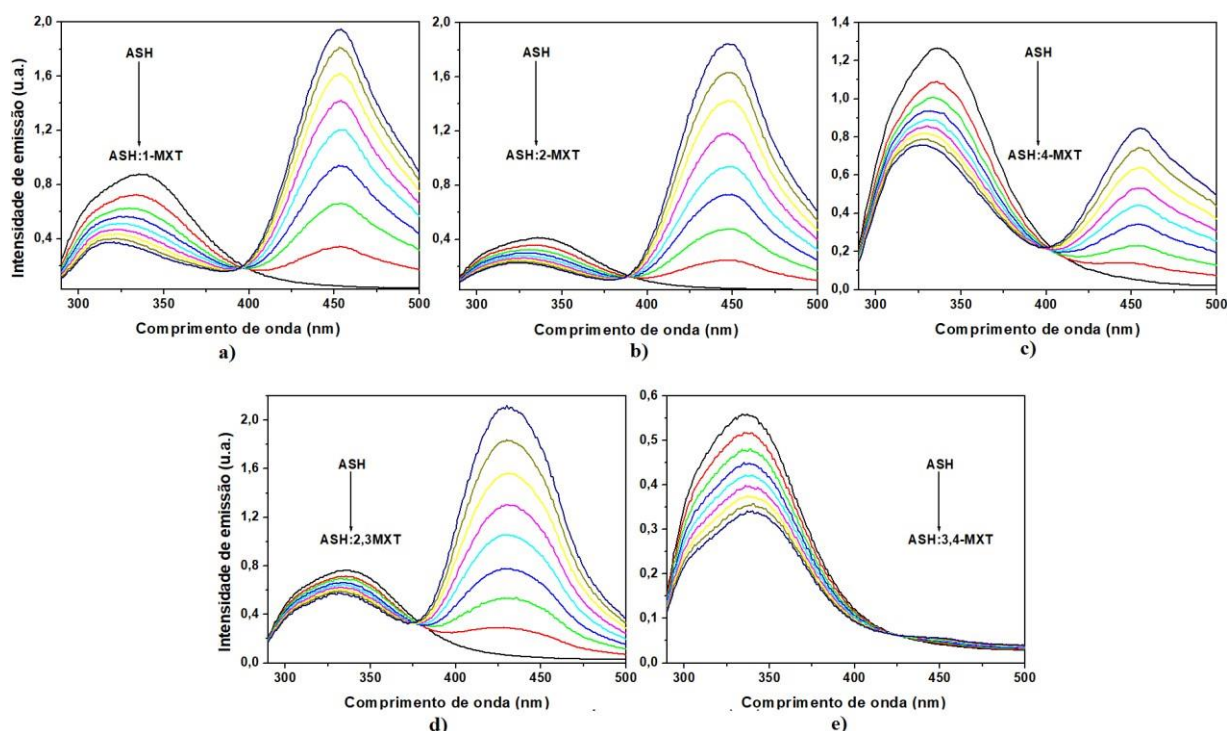 2,0
1,6
1,2
0,8
0,4
Intensidade de emissão (u.a.)
ASH
ASH:1-MXT
300
350
400
450
500
Comprimento de onda (nm)
a)
2,0
1,6
1,2
0,8
0,4
ASH
ASH:2-MXT
300
350
400
450
500
Comprimento de onda (nm)
b)
1,4
1,2
1,0
0,8
0,6
0,4
0,2
0,0
ASH
ASH:4-MXT
300
350
400
450
500
Comprimento de onda (nm)
c)
2,0
1,6
1,2
0,8
0,4
0,0
Intensidade de emissão (u.a.)
ASH
ASH:2,3MXT
300
350
400
450
500
Comprimento de onda (nm)
d)
0,6
0,5
0,4
0,3
0,2
0,1
0,0
ASH
ASH:3,4-MXT
300
350
400
450
500
Comprimento de onda (nm)
e)